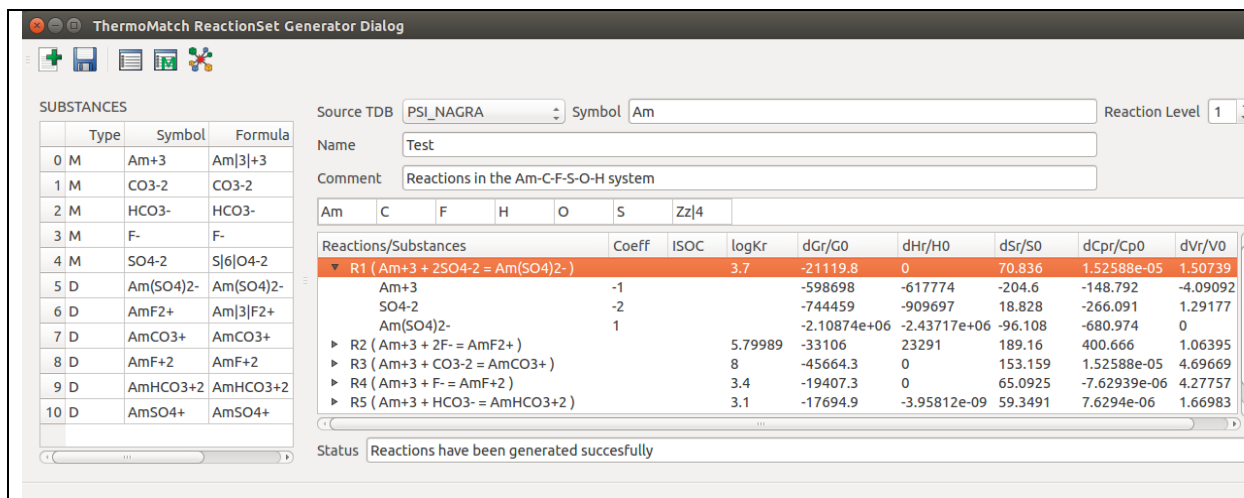 ThermoMatch ReactionSet Generator Dialog
SUBSTANCES
Type Symbol Formula
0 M Am+3 Am|3|+3
1 M CO3-2 CO3-2
2 M HCO3- HCO3-
3 M F- F-
4 M SO4-2 S|6|O4-2
5 D Am(SO4)2- Am(SO4)2-
6 D AmF2+ Am|3|F2+
7 D AmCO3+ AmCO3+
8 D AmF+2 AmF+2
9 D AmHCO3+2 AmHCO3+2
10 D AmSO4+ AmSO4+
Source TDB PSI_NAGRA Symbol Am Reaction Level 1
Name Test
Comment Reactions in the Am-C-F-S-O-H system
Am C F H O S Zz|4
Reactions/Substances Coeff ISOC logKr dGr/G0 dHr/H0 dSr/S0 dCpr/Cp0 dVr/V0
R1 ( Am+3 + 2SO4-2 = Am(SO4)2- ) 3.7 -21119.8 0 70.836 1.52588e-05 1.50739
Am+3 -1 -598698 -617774 -204.6 -148.792 -4.09092
SO4-2 -2 -744459 -909697 18.828 -266.091 1.29177
Am(SO4)2- 1 -2.10874e+06 -2.43717e+06 -96.108 -680.974 0
R2 ( Am+3 + 2F- = AmF2+ ) 5.79989 -33106 23291 189.16 400.666 1.06395
R3 ( Am+3 + CO3-2 = AmCO3+ ) 8 -45664.3 0 153.159 1.52588e-05 4.69669
R4 ( Am+3 + F- = AmF+2 ) 3.4 -19407.3 0 65.0925 -7.62939e-06 4.27757
R5 ( Am+3 + HCO3- = AmHCO3+2 ) 3.1 -17694.9 -3.95812e-09 59.3491 7.6294e-06 1.66983
Status Reactions have been generated succesfully